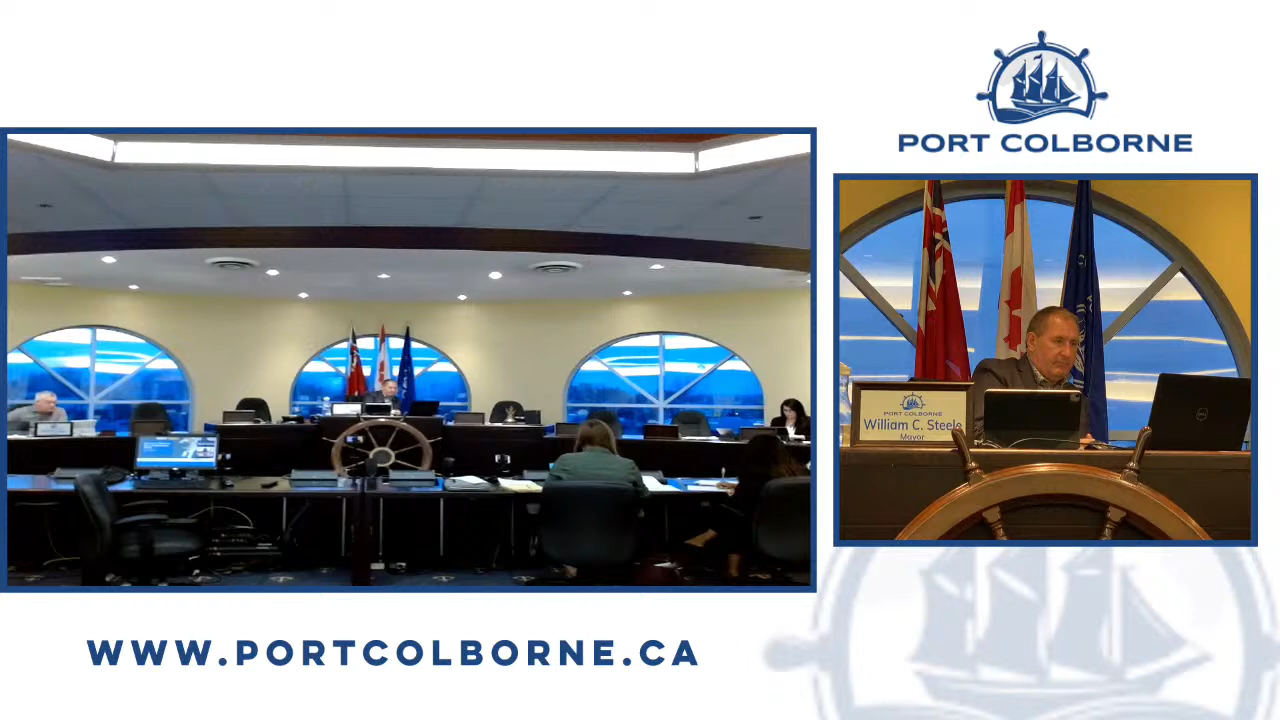 PORT COLBORNE
PORT COLBORNE
William C. Steele
Mayor
WWW.PORTCOLBORNE.CA